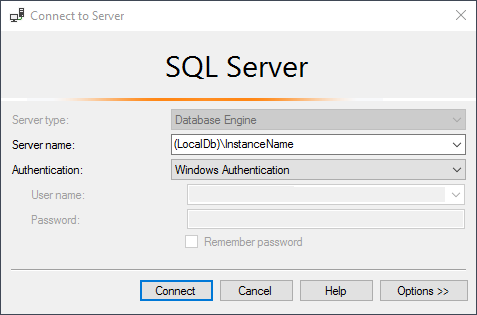 Connect to Server
SQL Server
Server type: Database Engine
Server name: (LocalDb)\InstanceName
Authentication: Windows Authentication
User name:
Password:
Remember password
Connect Cancel Help Options >>